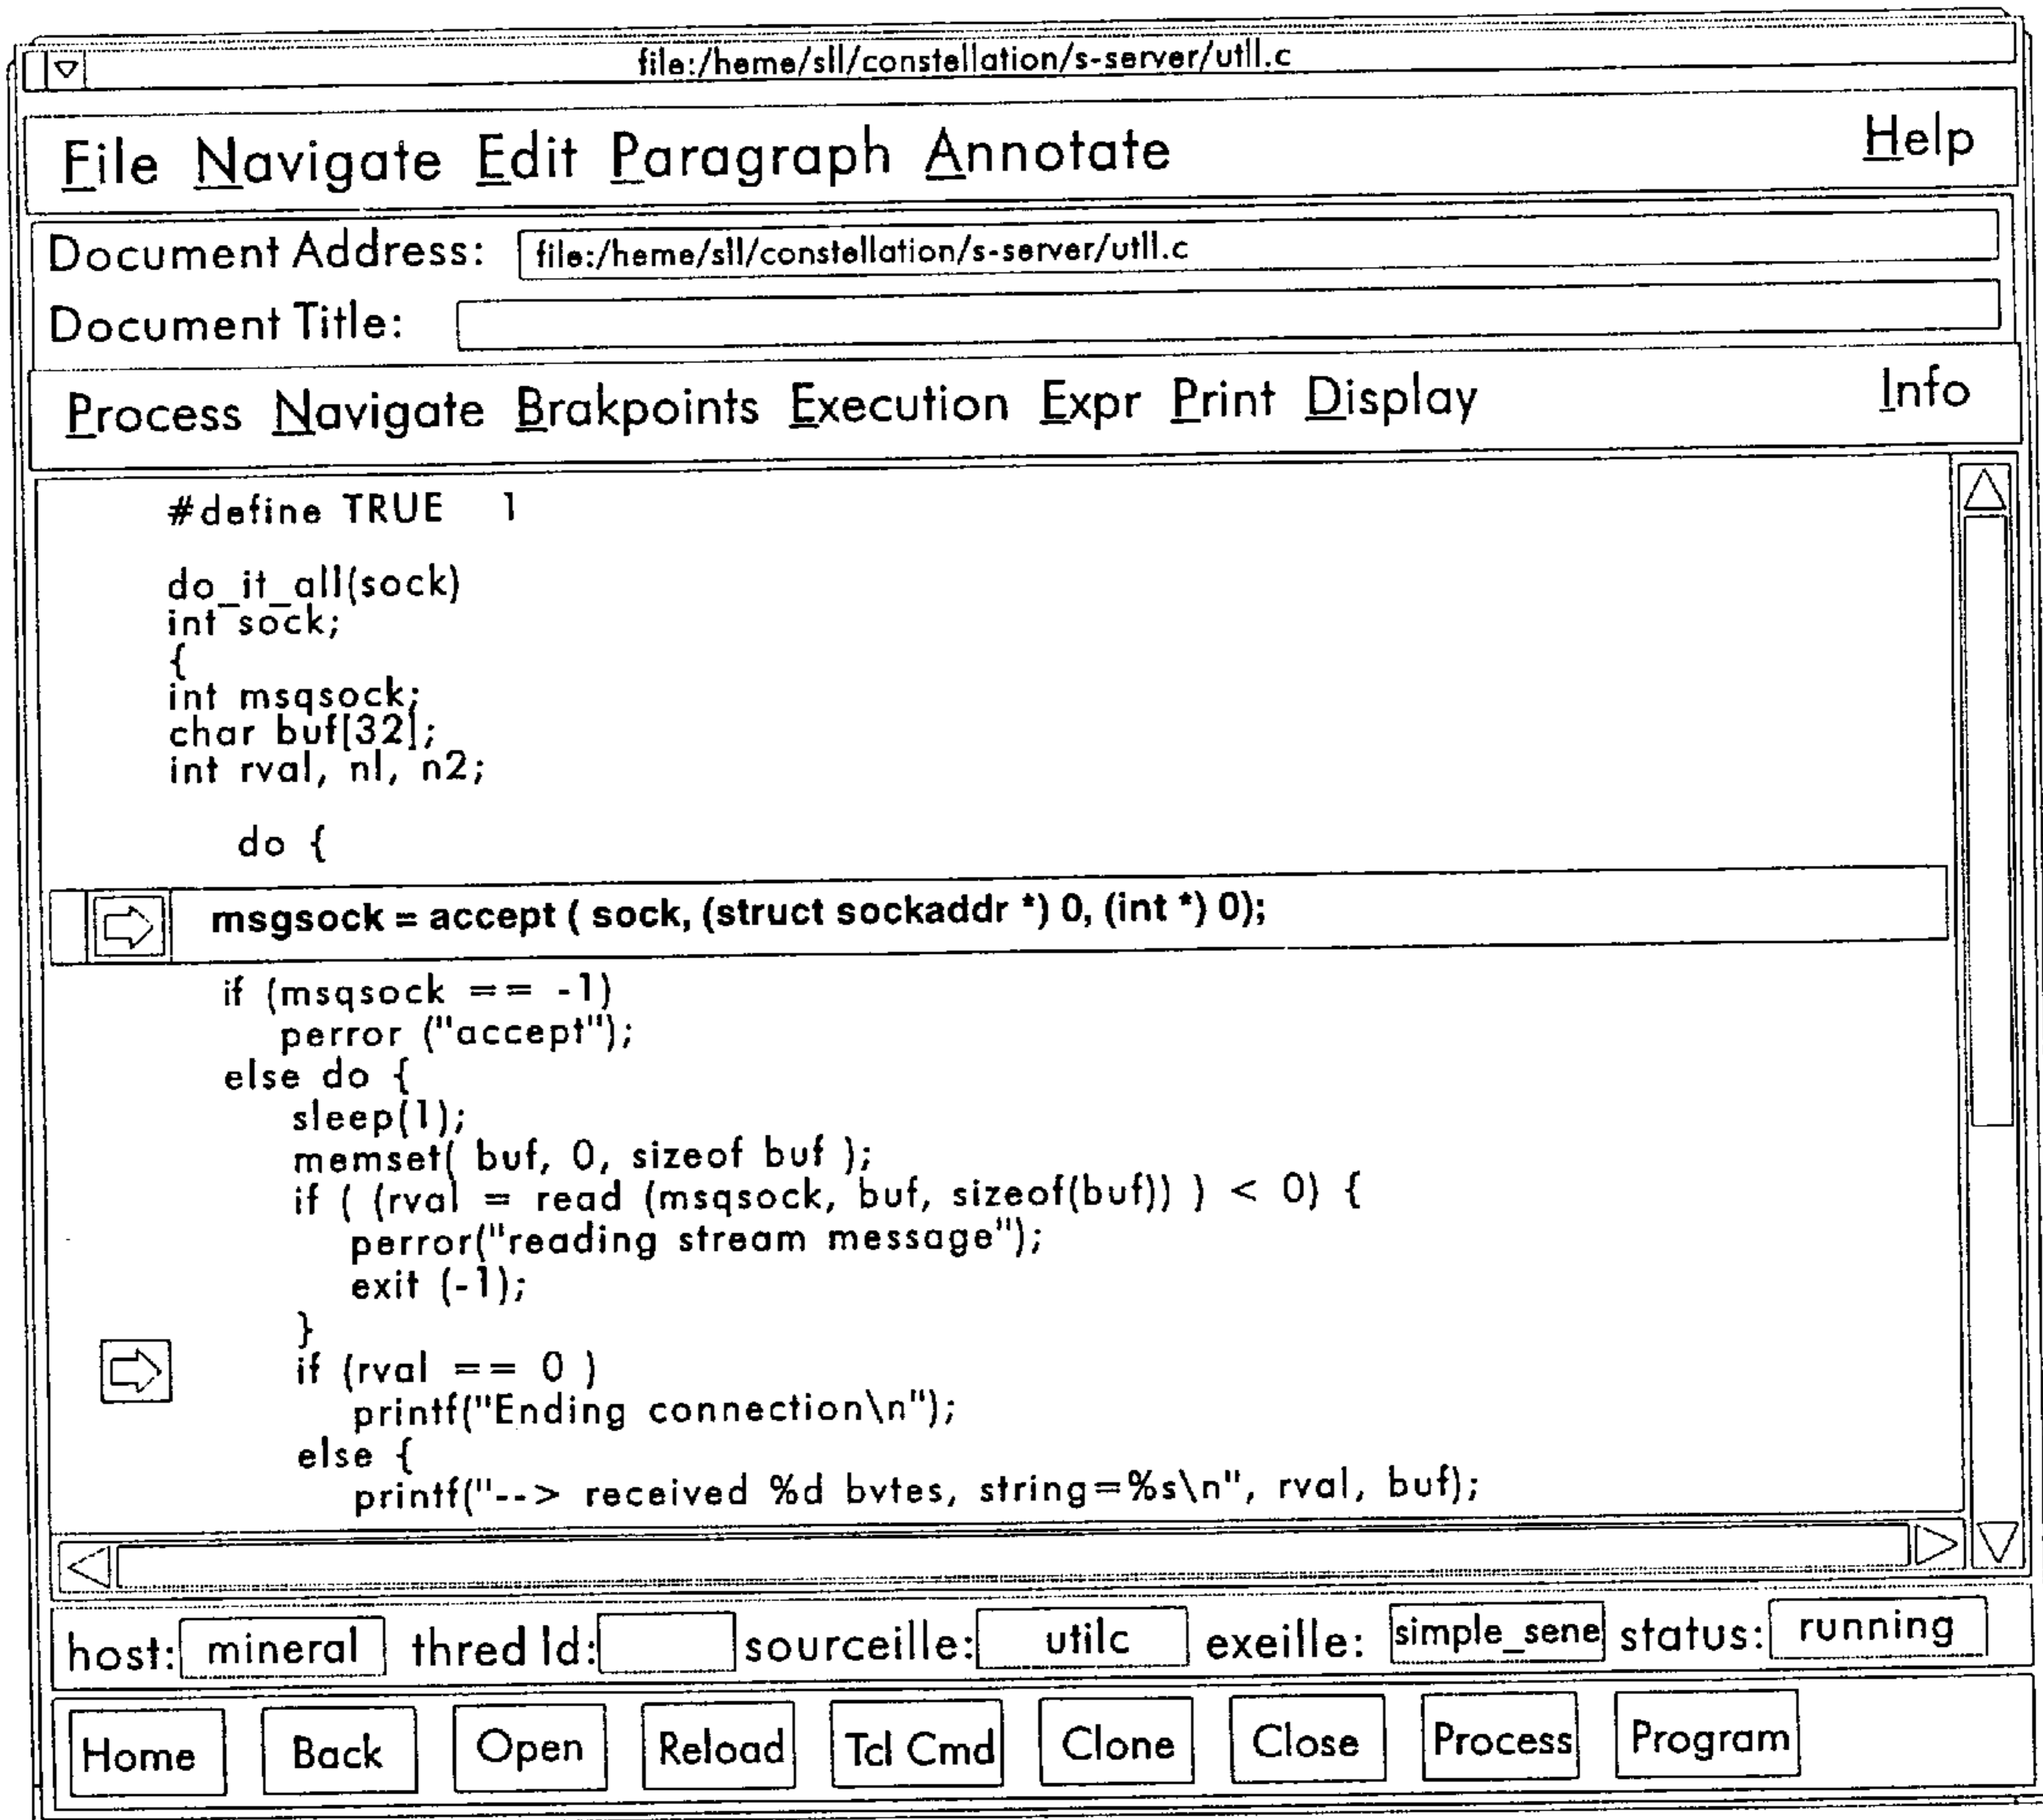 file:/heme/sll/constellation/s-server/utll.c
File Navigate Edit Paragraph Annotate Help
Document Address: file:/heme/sll/constellation/s-server/utll.c
Document Title:
Process Navigate Brakpoints Execution Expr Print Display Info
#define TRUE 1
do_it_all(sock)
int sock;
{
int msqsock;
char buf[32];
int rval, nl, n2;
do {
msgsock = accept ( sock, (struct sockaddr *) 0, (int *) 0);
if (msqsock == -1)
perror ("accept");
else do {
sleep(1);
memset( buf, 0, sizeof buf );
if ( (rval = read (msqsock, buf, sizeof(buf)) ) < 0) {
perror("reading stream message");
exit (-1);
}
if (rval == 0 )
printf("Ending connection\n");
else {
printf("--> received %d bvtes, string=%s\n", rval, buf);
host: mineral thred Id: sourceille: utilc exeille: simple_sene status: running
Home Back Open Reload Tcl Cmd Clone Close Process Program